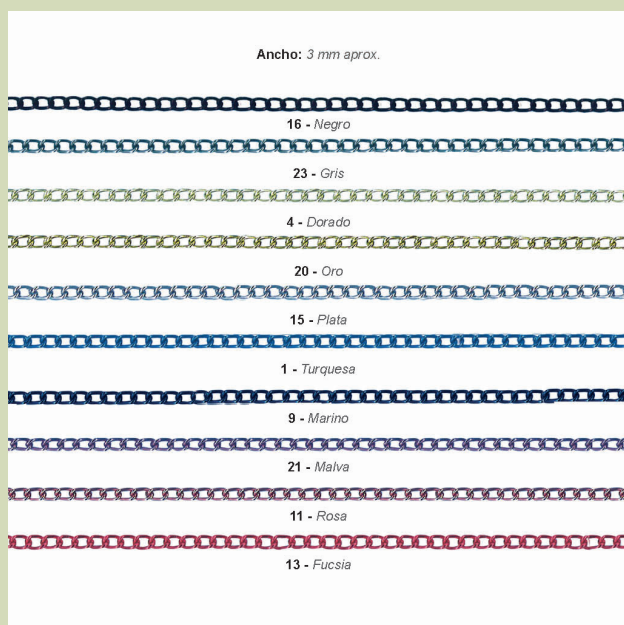 Ancho: 3 mm aprox.
16 - Negro
23 - Gris
4 - Dorado
20 - Oro
15 - Plata
1 - Turquesa
9 - Marino
21 - Malva
11 - Rosa
13 - Fucsia